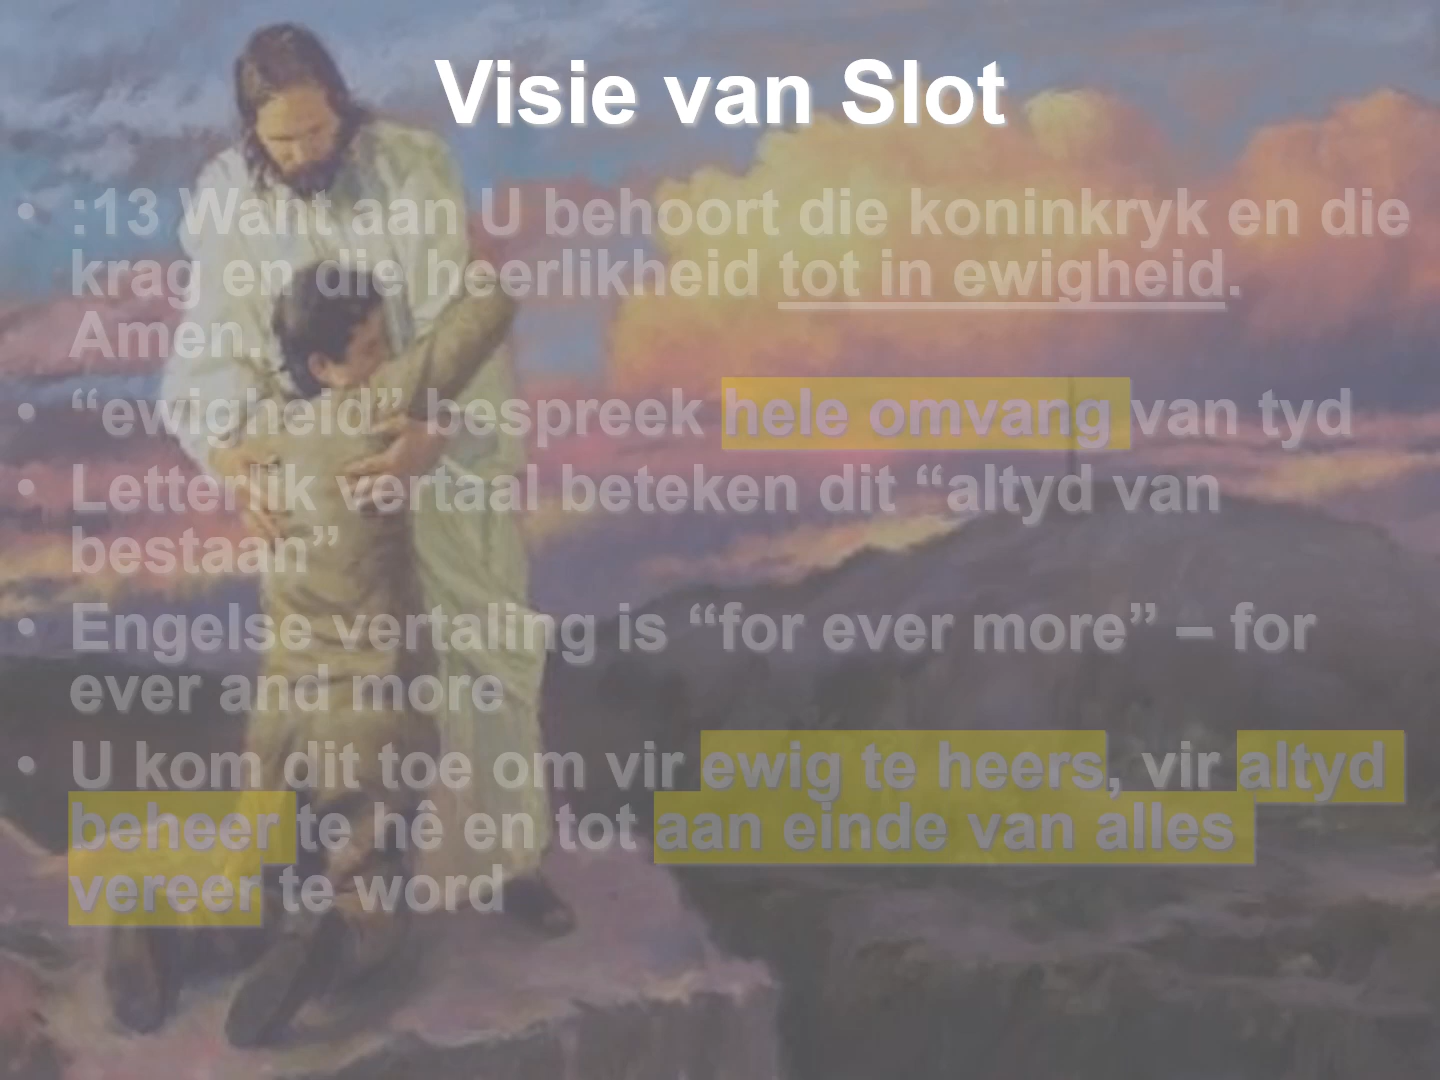 Visie van Slot
• :13 Want aan U behoort die koninkryk en die
krag en die heerlikheid tot in ewigheid.
Amen.
• “ewigheid” bespreek hele omvang van tyd
• Letterlik vertaal beteken dit “altyd van
bestaan”
• Engelse vertaling is “for ever more” – for
ever and more
• U kom dit toe om vir ewig te heers, vir altyd
beheer te hê en tot aan einde van alles
vereer te word